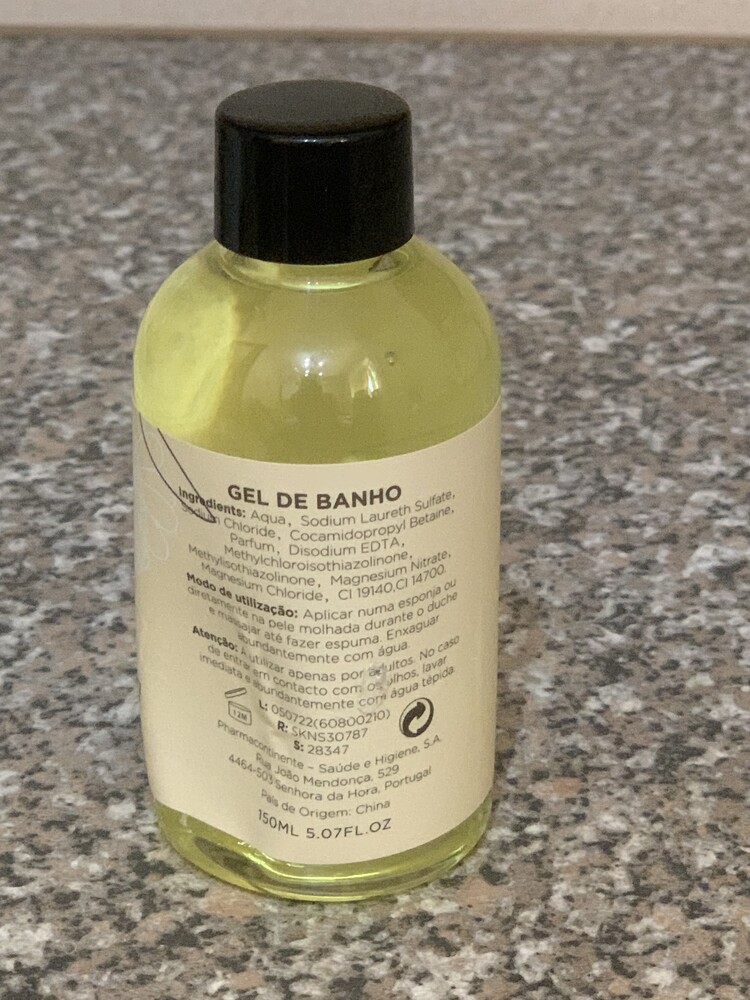 GEL DE BANHO
Ingredients: Aqua, Sodium Laureth Sulfate,
Sodium Chloride, Cocamidopropyl Betaine,
Parfum, Disodium EDTA,
Methylchloroisothiazolinone,
Methylisothiazolinone, Magnesium Nitrate,
Magnesium Chloride, CI 19140,CI 14700.
Modo de utilização: Aplicar numa esponja ou
diretamente na pele molhada durante o duche
e massajar até fazer espuma. Enxaguar
abundantemente com água.
Atenção: A utilizar apenas por adultos. No caso
de entrar em contacto com os olhos, lavar
imediata e abundantemente com água tépida.
12M
L: 050722(60800210)
R: SKNS30787
S: 28347
Pharmacontinente – Saúde e Higiene, S.A.
Rua João Mendonça, 529
4464-503 Senhora da Hora, Portugal
País de Origem: China
150ML 5.07FL.OZ